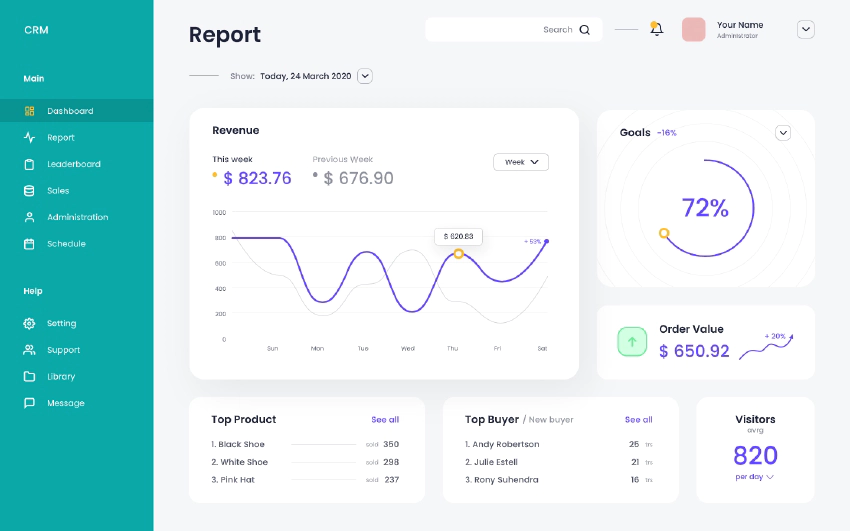 CRM
Main
Dashboard
Report
Leaderboard
Sales
Administration
Schedule
Help
Setting
Support
Library
Message
Report
Search
Your Name
Administrator
Show: Today, 24 March 2020
Revenue
This week
$ 823.76
Previous Week
$ 676.90
Week
1000
800
600
400
200
0
$ 620.83
+ 53%
Sun Mon Tue Wed Thu Fri Sat
Goals -16%
72%
Order Value
$ 650.92
+ 20%
Top Product See all
1. Black Shoe sold 350
2. White Shoe sold 298
3. Pink Hat sold 237
Top Buyer / New buyer See all
1. Andy Robertson 25 trs
2. Julie Estell 21 trs
3. Rony Suhendra 16 trs
Visitors
avrg
820
per day